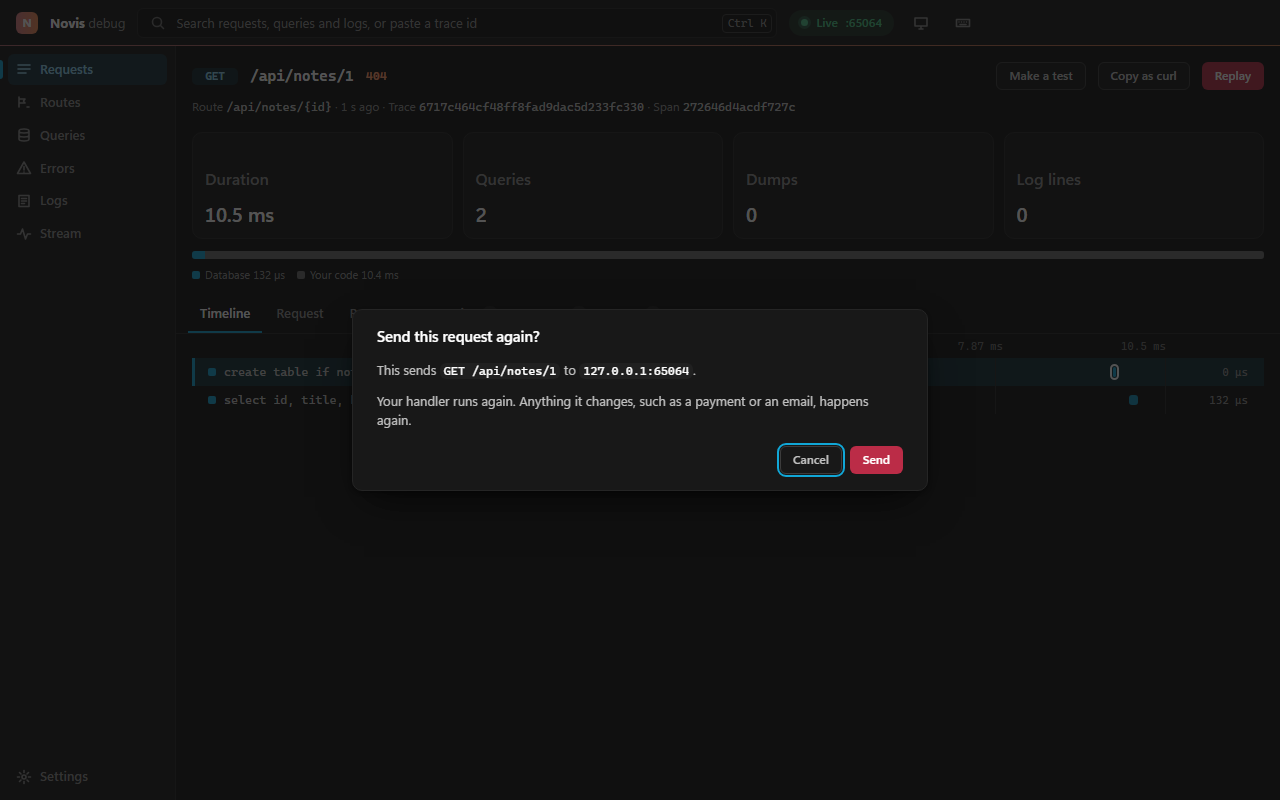 N Novis debug
Search requests, queries and logs, or paste a trace id
Ctrl K
Live :65064
Requests
Routes
Queries
Errors
Logs
Stream
Settings
GET /api/notes/1 404
Make a test
Copy as curl
Replay
Route /api/notes/{id} · 1 s ago · Trace 6717c464cf48ff8fad9dac5d233fc330 · Span 272646d4acdf727c
Duration
10.5 ms
Queries
2
Dumps
0
Log lines
0
Database 132 µs
Your code 10.4 ms
Timeline
Request
7.87 ms
10.5 ms
create table if no
0 µs
select id, title,
132 µs
Send this request again?
This sends GET /api/notes/1 to 127.0.0.1:65064.
Your handler runs again. Anything it changes, such as a payment or an email, happens
again.
Cancel
Send